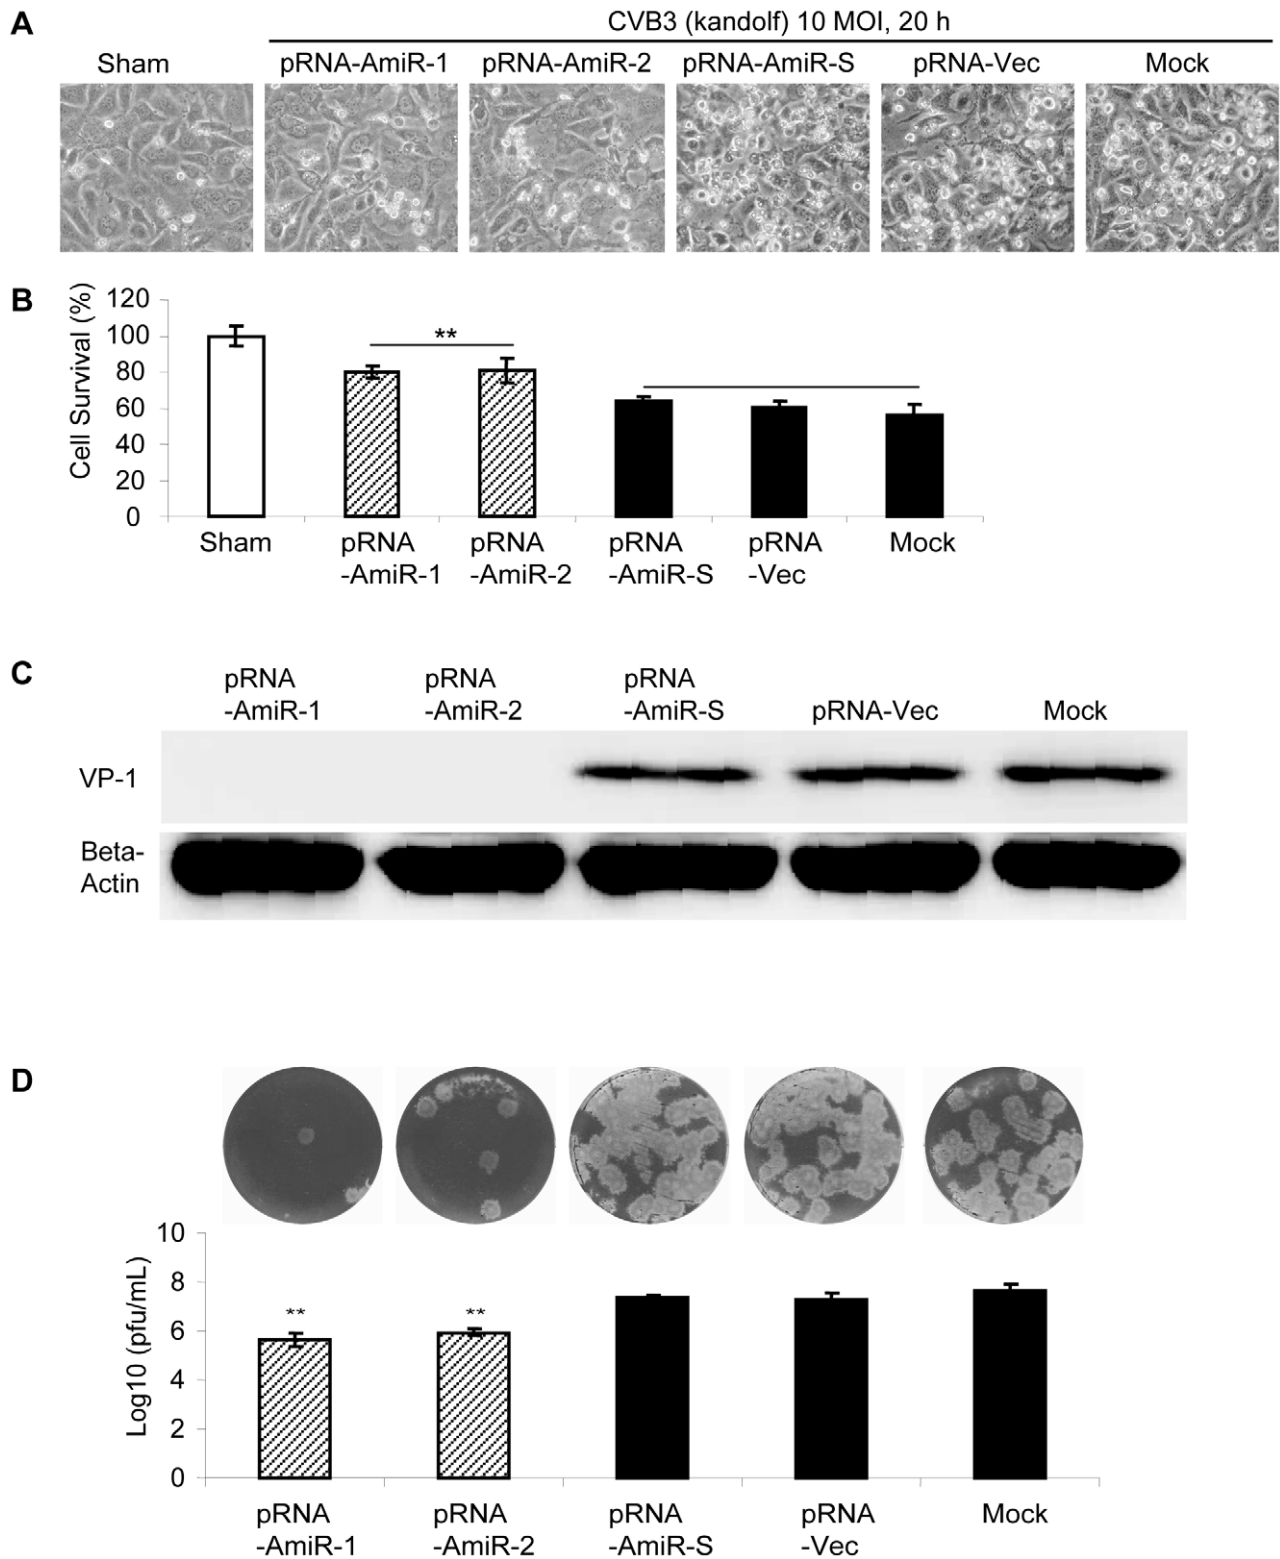 A
CVB3 (kandolf) 10 MOI, 20 h
Sham pRNA-AmiR-1 pRNA-AmiR-2 pRNA-AmiR-S pRNA-Vec Mock
B
Cell Survival (%)
120
100
80
60
40
20
0
**
Sham pRNA pRNA pRNA pRNA Mock
-AmiR-1 -AmiR-2 -AmiR-S -Vec
C
pRNA pRNA pRNA
-AmiR-1 -AmiR-2 -AmiR-S pRNA-Vec Mock
VP-1
Beta-
Actin
D
Log10 (pfu/mL)
10
8
6
4
2
0
** **
pRNA pRNA pRNA pRNA Mock
-AmiR-1 -AmiR-2 -AmiR-S -Vec